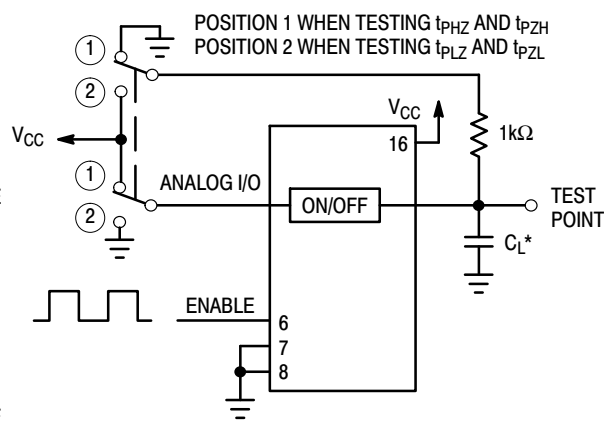 POSITION 1 WHEN TESTING tPHZ AND tPZH
POSITION 2 WHEN TESTING tPLZ AND tPZL
1
2
VCC
VCC
16
1kΩ
1
ANALOG I/O
ON/OFF
TEST
POINT
2
CL*
ENABLE
6
7
8